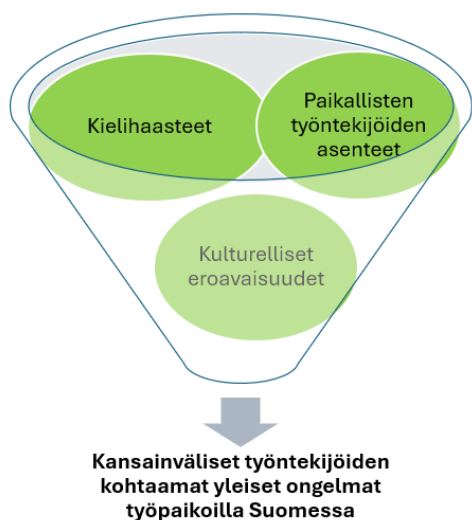 Kielihaasteet
Paikallisten
työntekijöiden
asenteet
Kulturelliset
eroavaisuudet
Kansainväliset työntekijöiden
kohtaamat yleiset ongelmat
työpaikoilla Suomessa